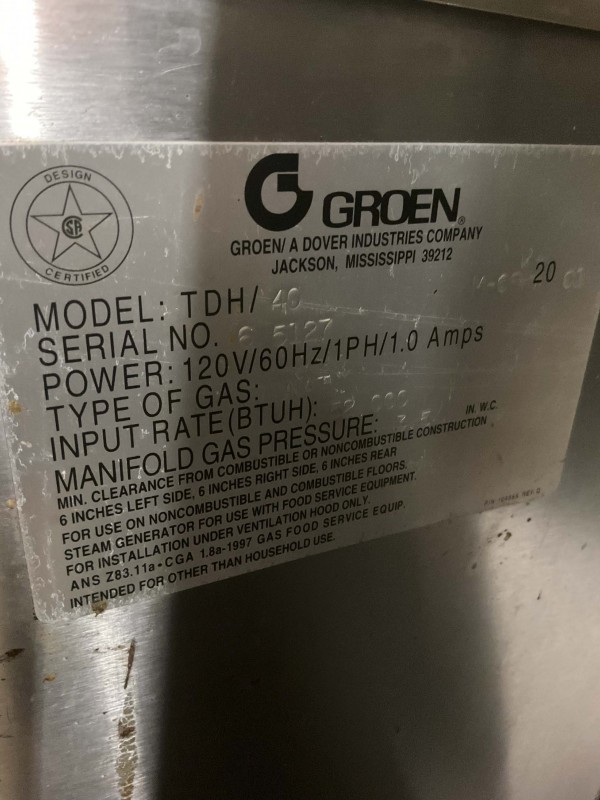 DESIGN
SA
CERTIFIED
G GROEN®
GROEN/ A DOVER INDUSTRIES COMPANY
JACKSON, MISSISSIPPI 39212
20
MODEL: TDH/ 40
SERIAL NO. 5127
POWER: 120V/60Hz/1PH/1.0 Amps
TYPE OF GAS:
INPUT RATE(BTUH): 000
MANIFOLD GAS PRESSURE: IN. W.C.
MIN. CLEARANCE FROM COMBUSTIBLE OR NONCOMBUSTIBLE CONSTRUCTION
6 INCHES LEFT SIDE, 6 INCHES RIGHT SIDE, 6 INCHES REAR
FOR USE ON NONCOMBUSTIBLE AND COMBUSTIBLE FLOORS.
STEAM GENERATOR FOR USE WITH FOOD SERVICE EQUIPMENT.
FOR INSTALLATION UNDER VENTILATION HOOD ONLY.
ANS Z83.11a-CGA 1.8a-1997 GAS FOOD SERVICE EQUIP.
INTENDED FOR OTHER THAN HOUSEHOLD USE.